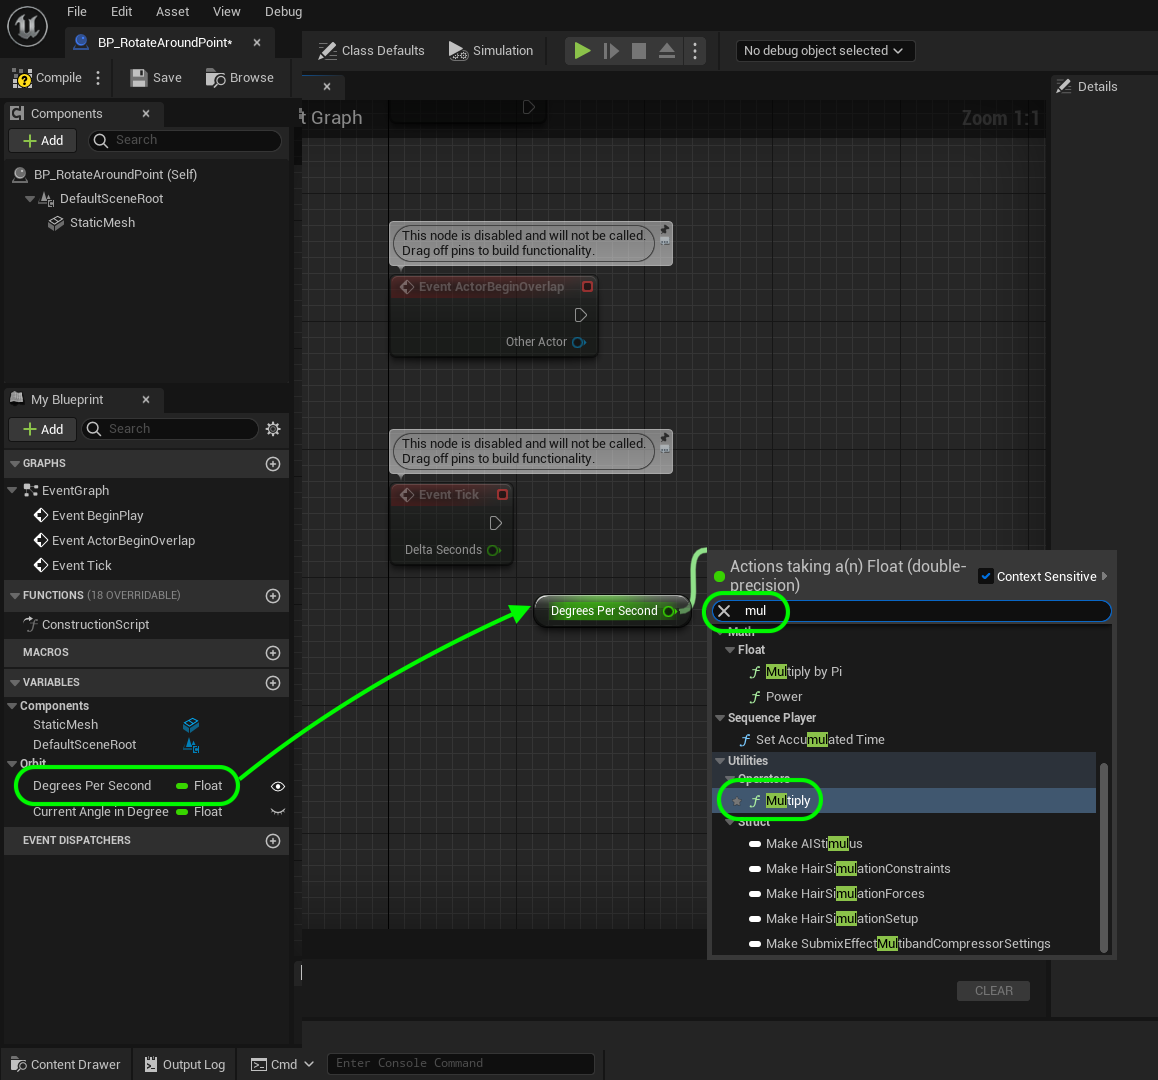 File Edit Asset View Debug
BP_RotateAroundPoint*
Class Defaults
Simulation
No debug object selected
Compile
Save
Browse
Components
Details
Add
Search
t Graph
Zoom 1:1
BP_RotateAroundPoint (Self)
DefaultSceneRoot
StaticMesh
This node is disabled and will not be called.
Drag off pins to build functionality.
Event ActorBeginOverlap
Other Actor
My Blueprint
Add
Search
GRAPHS
EventGraph
Event BeginPlay
Event ActorBeginOverlap
Event Tick
This node is disabled and will not be called.
Drag off pins to build functionality.
Event Tick
Delta Seconds
FUNCTIONS (18 OVERRIDABLE)
ConstructionScript
MACROS
VARIABLES
Components
StaticMesh
DefaultSceneRoot
Orbit
Degrees Per Second Float
Current Angle in Degree Float
EVENT DISPATCHERS
Degrees Per Second
Actions taking a(n) Float (double-
precision)
Context Sensitive
mul
Math
Float
Multiply by Pi
Power
Sequence Player
Set Accumulated Time
Utilities
Operators
Multiply
Struct
Make AIStimulus
Make HairSimulationConstraints
Make HairSimulationForces
Make HairSimulationSetup
Make SubmixEffectMultibandCompressorSettings
CLEAR
Content Drawer
Output Log
Cmd
Enter Console Command